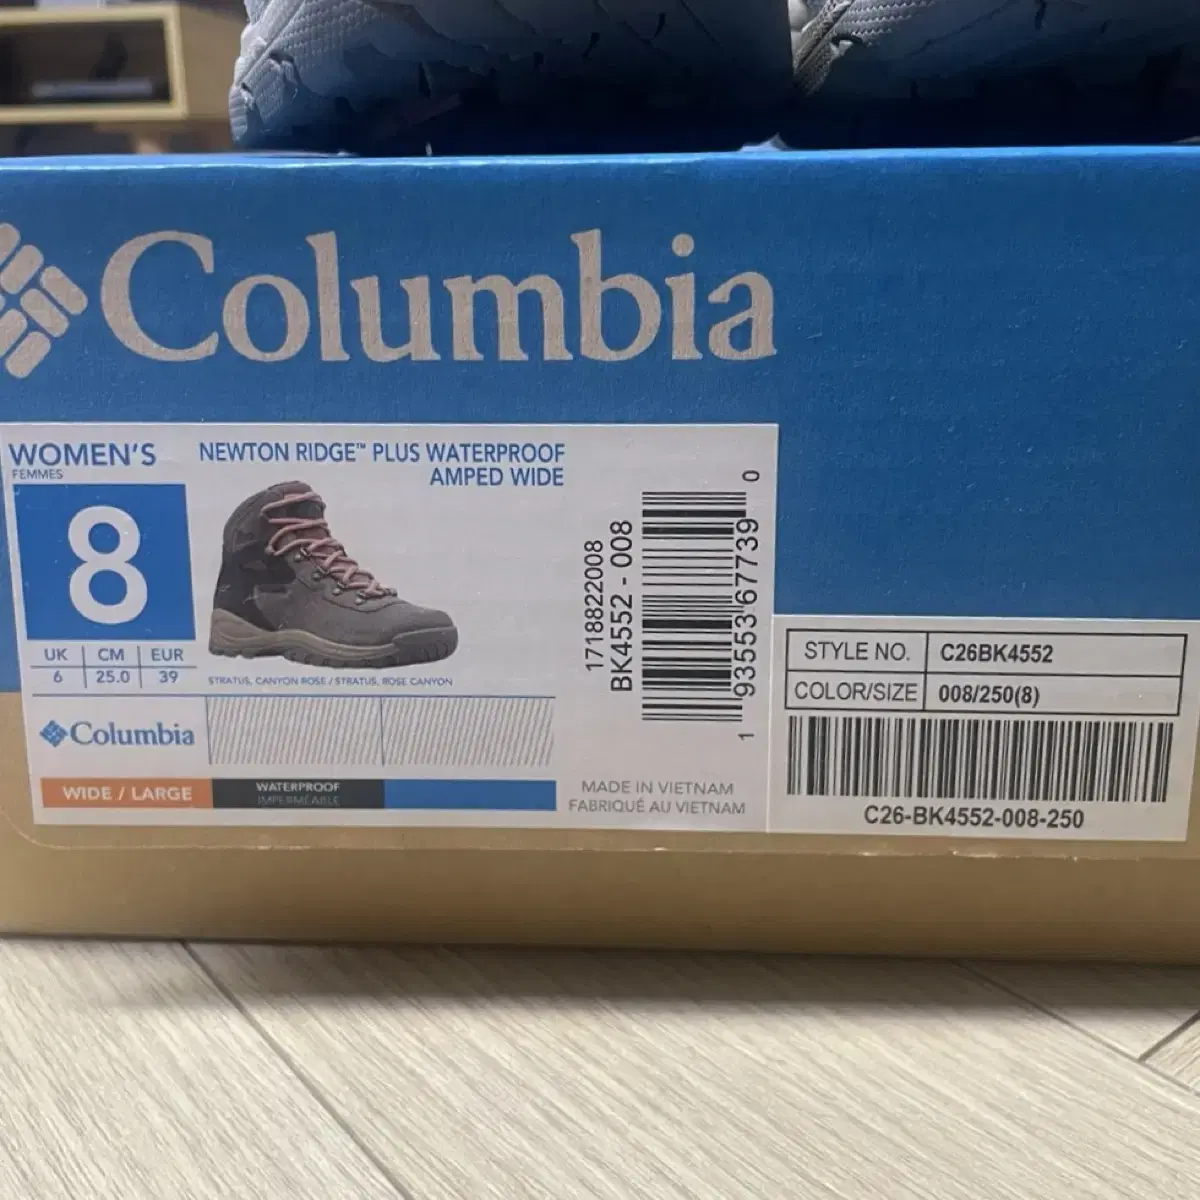 Columbia
WOMEN'S
FEMMES
8
UK CM EUR
6 25.0 39
NEWTON RIDGE™ PLUS WATERPROOF
AMPED WIDE
STRATUS, CANYON ROSE / STRATUS, ROSE CANYON
Columbia
WIDE / LARGE
WATERPROOF
IMPERMÉABLE
1718822008
BK4552 - 008
1 93553 67739 0
MADE IN VIETNAM
FABRIQUÉ AU VIETNAM
STYLE NO. C26BK4552
COLOR/SIZE 008/250(8)
C26-BK4552-008-250